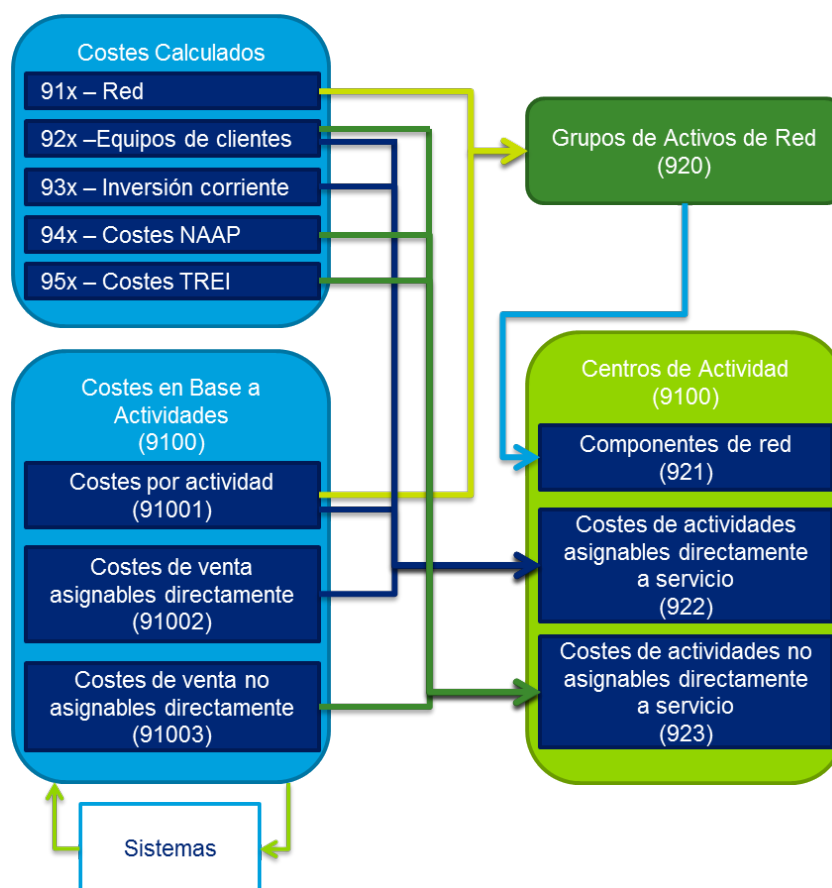 Costes Calculados
91x – Red
92x –Equipos de clientes
93x – Inversión corriente
94x – Costes NAAP
95x – Costes TREI
Grupos de Activos de Red
(920)
Costes en Base a
Actividades
(9100)
Costes por actividad
(91001)
Costes de venta
asignables directamente
(91002)
Costes de venta no
asignables directamente
(91003)
Centros de Actividad
(9100)
Componentes de red
(921)
Costes de actividades
asignables directamente
a servicio
(922)
Costes de actividades no
asignables directamente
a servicio
(923)
Sistemas